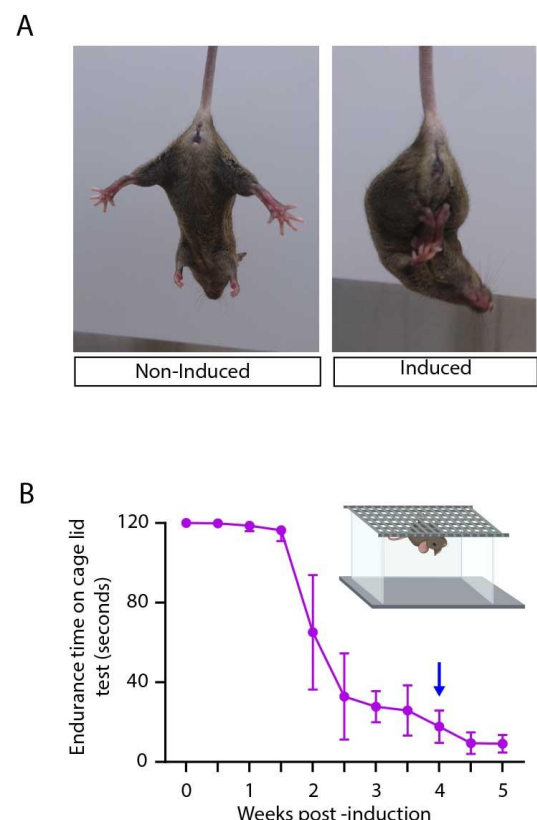 A
Non-Induced
Induced
B
Endurance time on cage lid
test (seconds)
120
80
40
0
0 1 2 3 4 5
Weeks post -induction